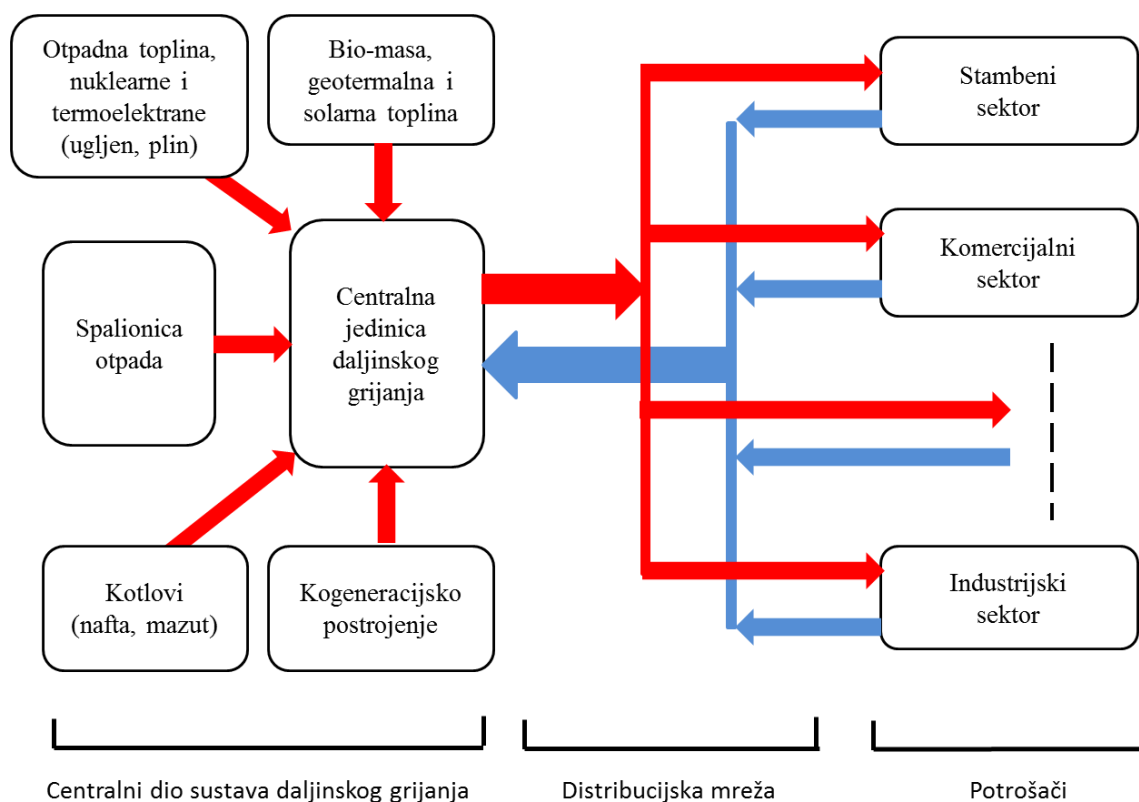 Otpadna toplina,
nuklearne i
termoelektrane
(ugljen, plin)
Bio-masa,
geotermalna i
solarna toplina
Stambeni
sektor
Spalionica
otpada
Centralna
jedinica
daljinskog
grijanja
Komercijalni
sektor
Kotlovi
(nafta, mazut)
Kogeneracijsko
postrojenje
Industrijski
sektor
Centralni dio sustava daljinskog grijanja
Distribucijska mreža
Potrošači